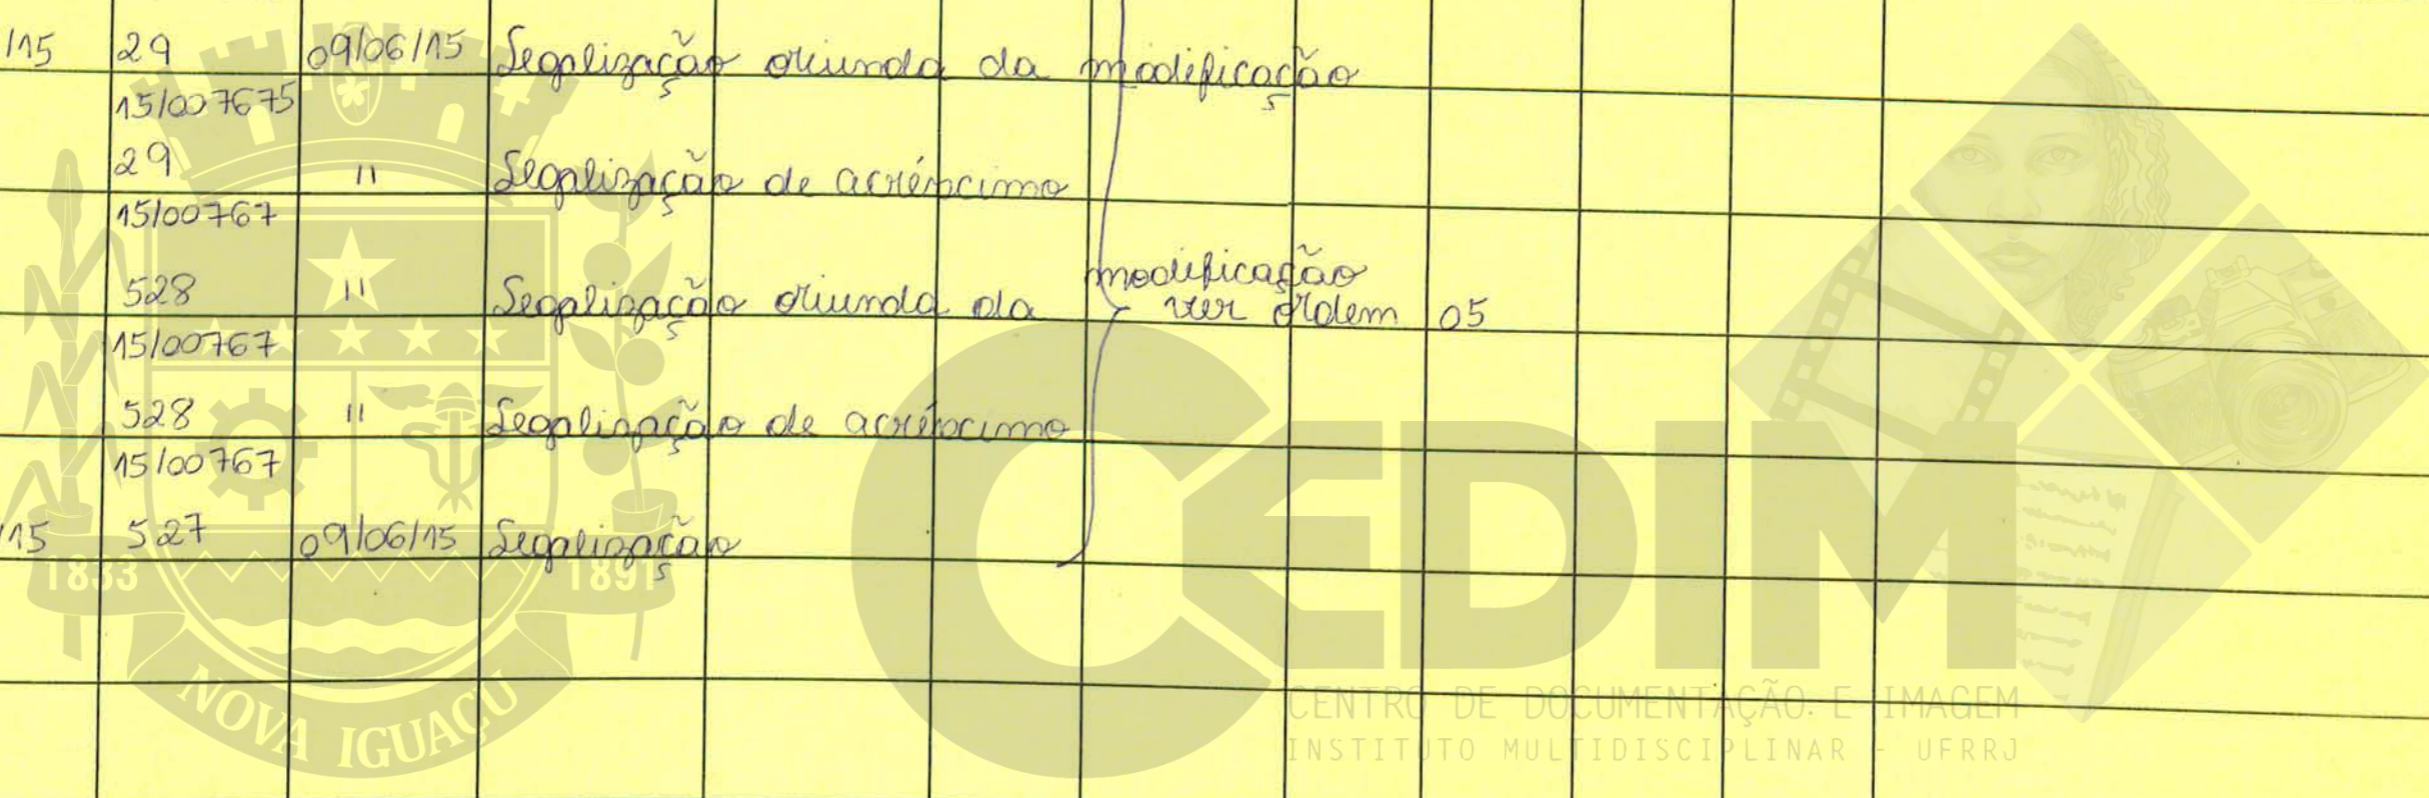 /15 29 09/06/15 Legalização oriunda da modificação
15/007675
29 " Legalização de acréscimo
15/00767
modificação
528 " Legalização oriunda da ver ordem 05
15/00767
528 " Legalização de acréscimo
15/00767
/15 527 09/06/15 Legalização
1833 1891
NOVA IGUAÇU
CEDIM
CENTRO DE DOCUMENTAÇÃO E IMAGEM
INSTITUTO MULTIDISCIPLINAR - UFRRJ